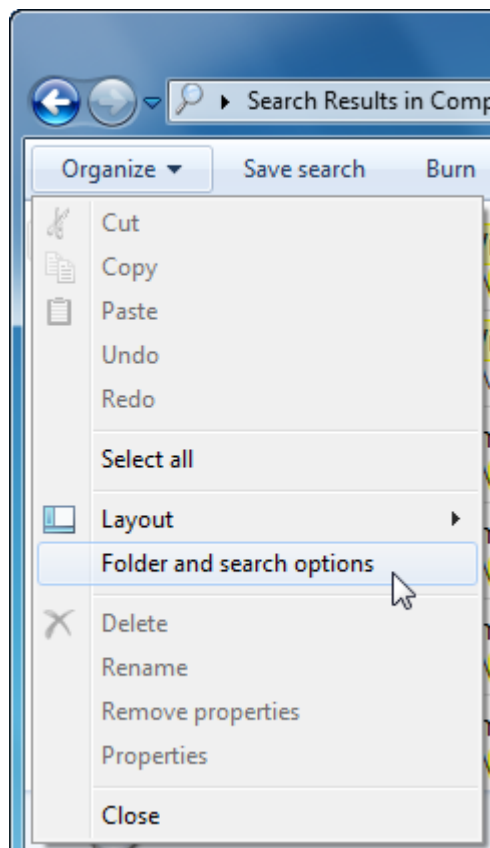 Search Results in Comp
Organize Save search Burn
Cut
Copy
Paste
Undo
Redo
Select all
Layout
Folder and search options
Delete
Rename
Remove properties
Properties
Close